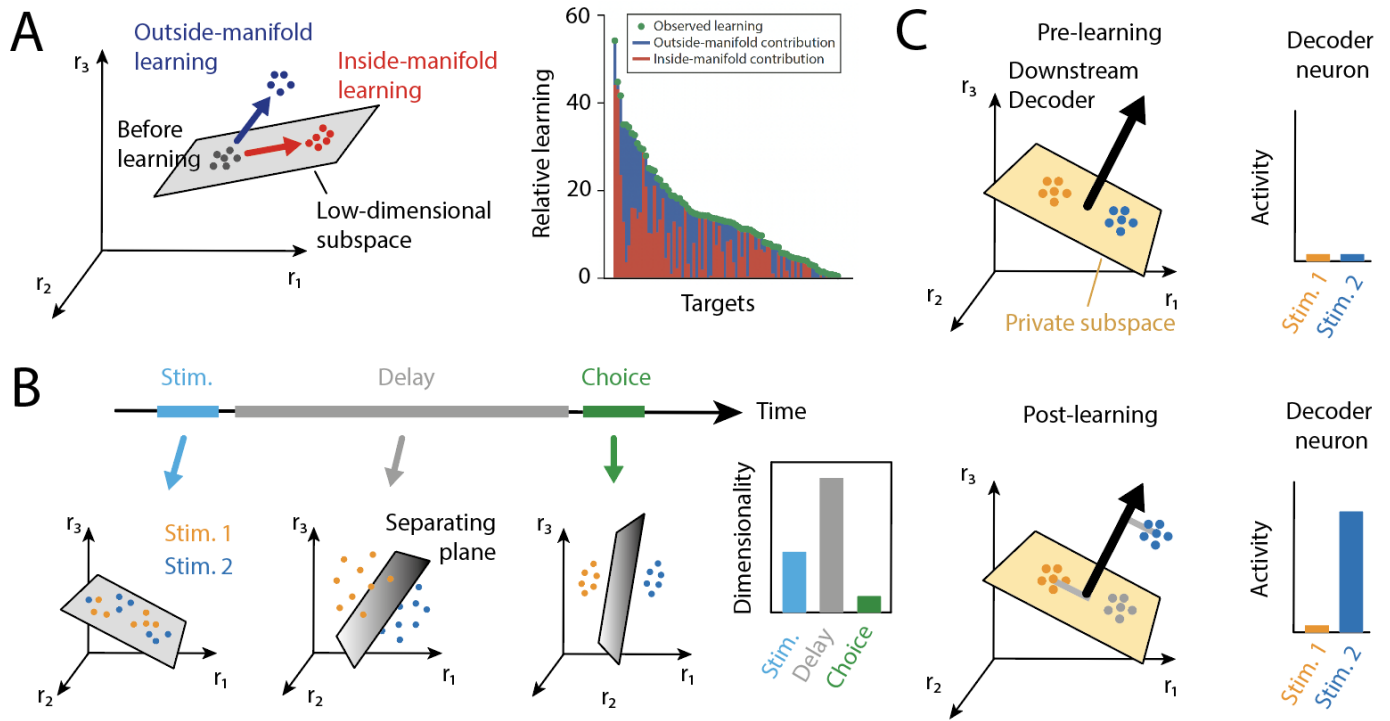 A
r₃
Outside-manifold
learning
Inside-manifold
learning
Before
learning
Low-dimensional
subspace
r₂
r₁
60
40
20
0
Relative learning
Observed learning
Outside-manifold contribution
Inside-manifold contribution
Targets
B
Stim.
Delay
Choice
Time
r₃
Stim. 1
Stim. 2
r₂
r₁
r₃
Separating
plane
r₂
r₁
r₃
r₂
r₁
Dimensionality
Stim.
Delay
Choice
C
Pre-learning
Downstream
Decoder
r₃
r₂
r₁
Private subspace
Decoder
neuron
Activity
Stim. 1
Stim. 2
Post-learning
r₃
r₂
r₁
Decoder
neuron
Activity
Stim. 1
Stim. 2